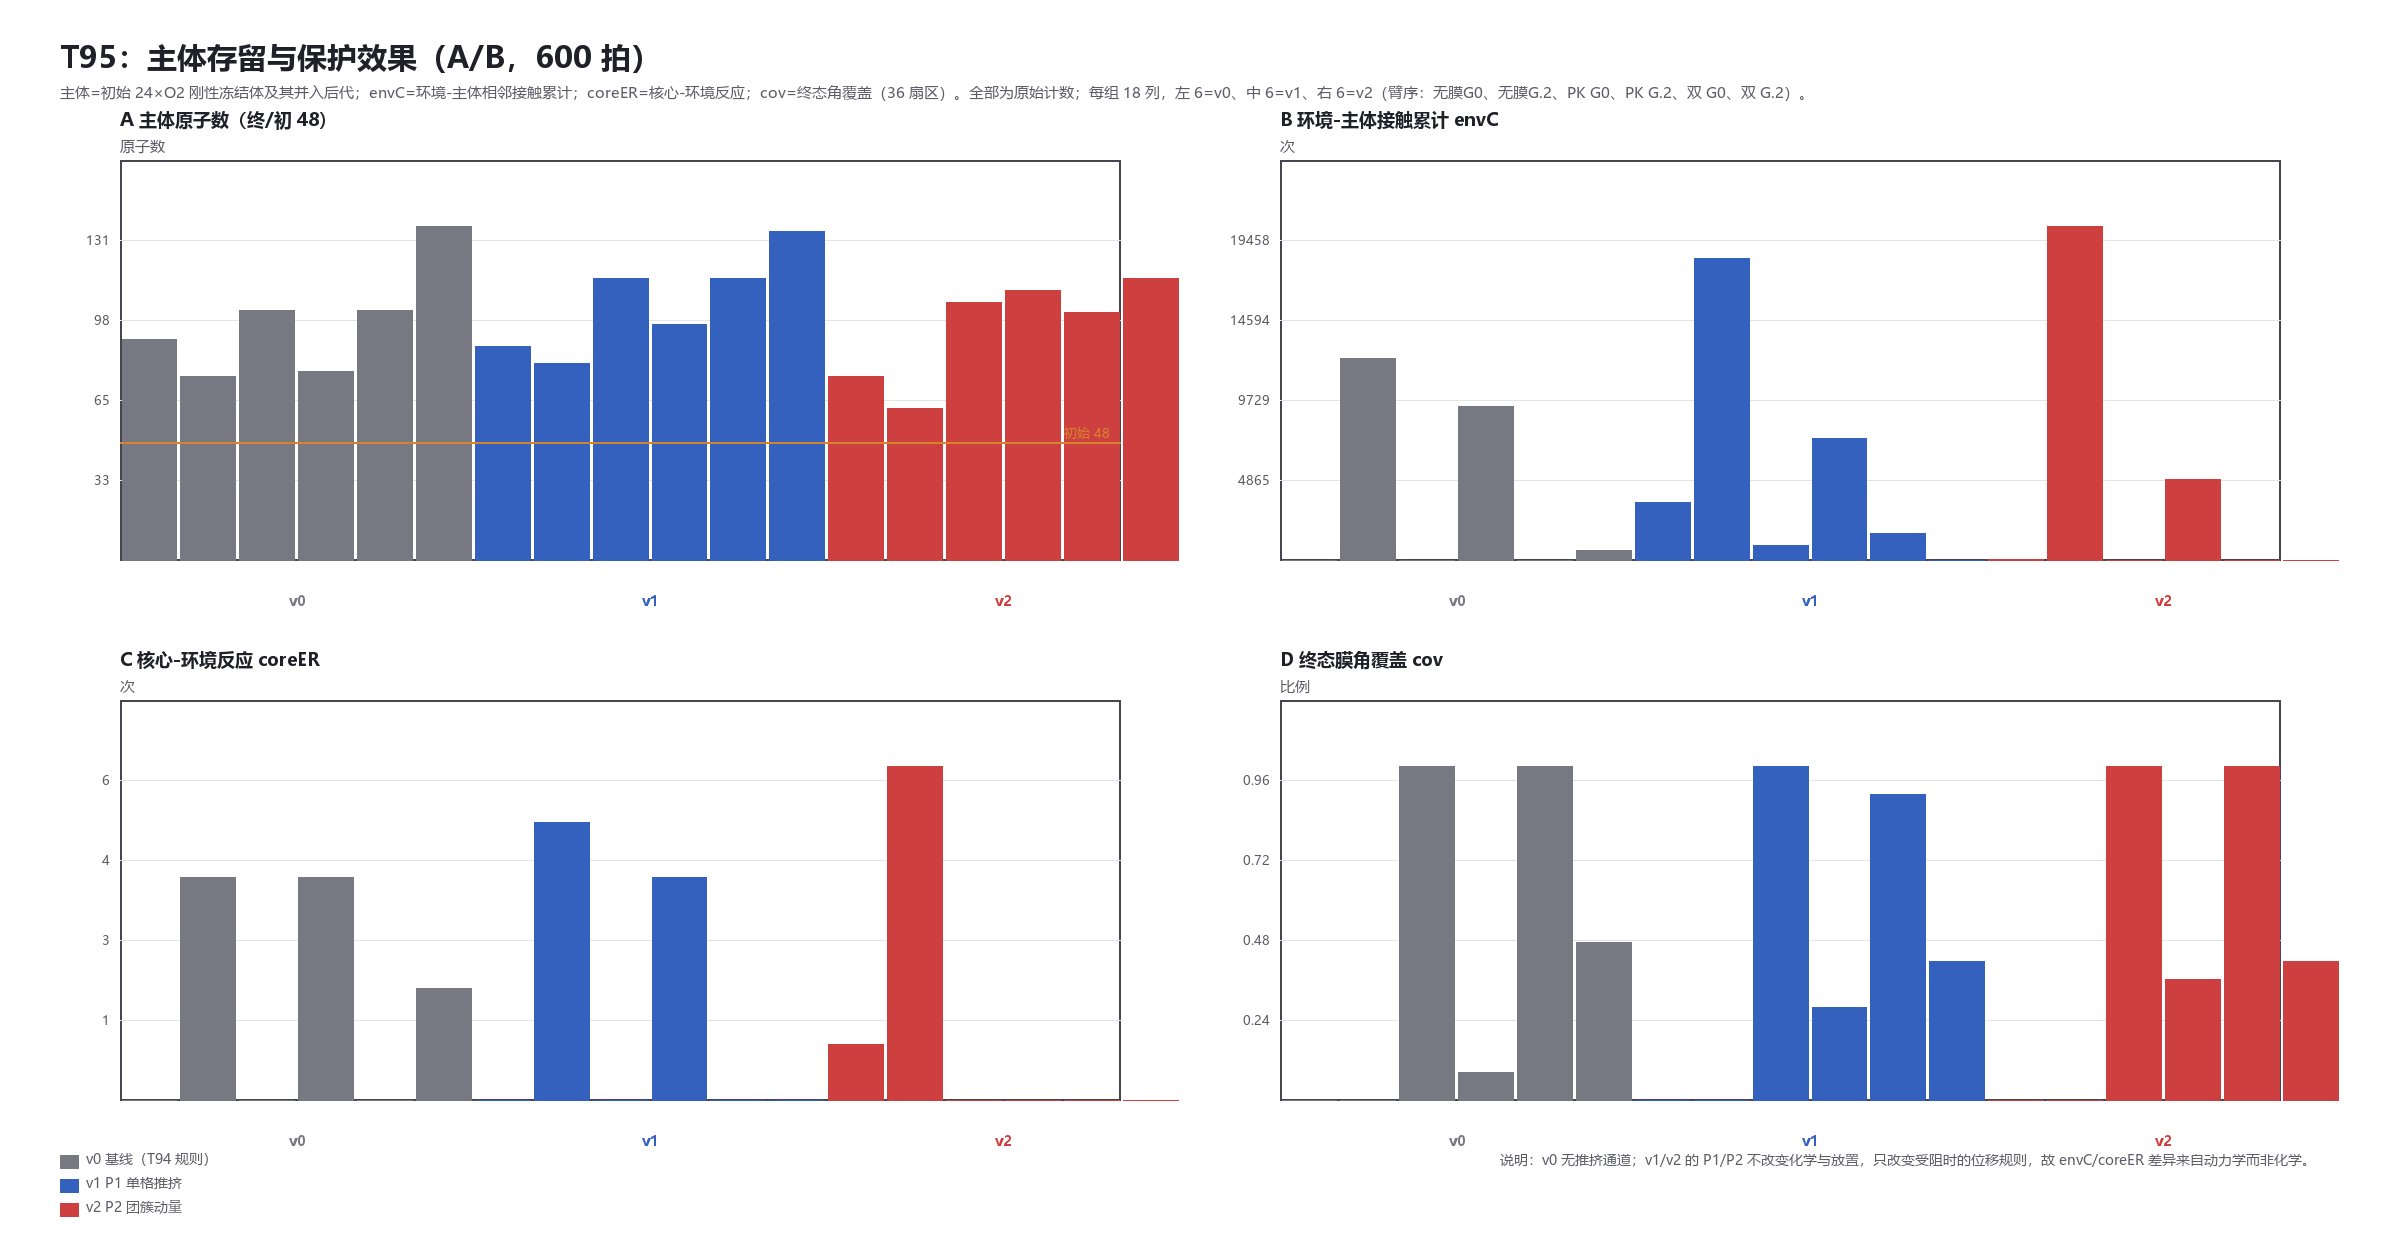 T95：主体存留与保护效果（A/B，600 拍）
主体=初始 24×O2 刚性冻结体及其并入后代；envC=环境-主体相邻接触累计；coreER=核心-环境反应；cov=终态角覆盖（36 扇区）。全部为原始计数；每组 18 列，左 6=v0、中 6=v1、右 6=v2（臂序：无膜G0、无膜G.2、PK G0、PK G.2、双 G0、双 G.2）。
A 主体原子数（终/初 48）
原子数
131
98
65
33
初始 48
v0
v1
v2
B 环境-主体接触累计 envC
次
19458
14594
9729
4865
v0
v1
v2
C 核心-环境反应 coreER
次
6
4
3
1
v0
v1
v2
D 终态膜角覆盖 cov
比例
0.96
0.72
0.48
0.24
v0
v1
v2
v0 基线（T94 规则）
v1 P1 单格推挤
v2 P2 团簇动量
说明：v0 无推挤通道；v1/v2 的 P1/P2 不改变化学与放置，只改变受阻时的位移规则，故 envC/coreER 差异来自动力学而非化学。